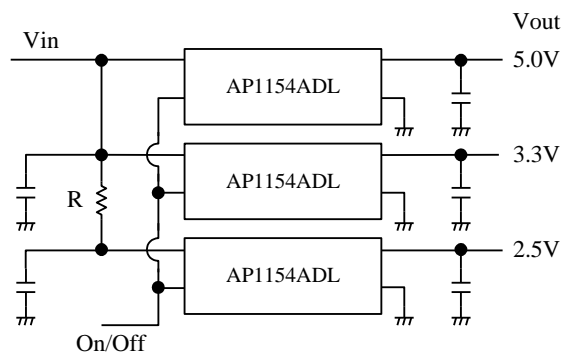 Vout
Vin
5.0V
AP1154ADL
3.3V
AP1154ADL
R
2.5V
AP1154ADL
On/Off